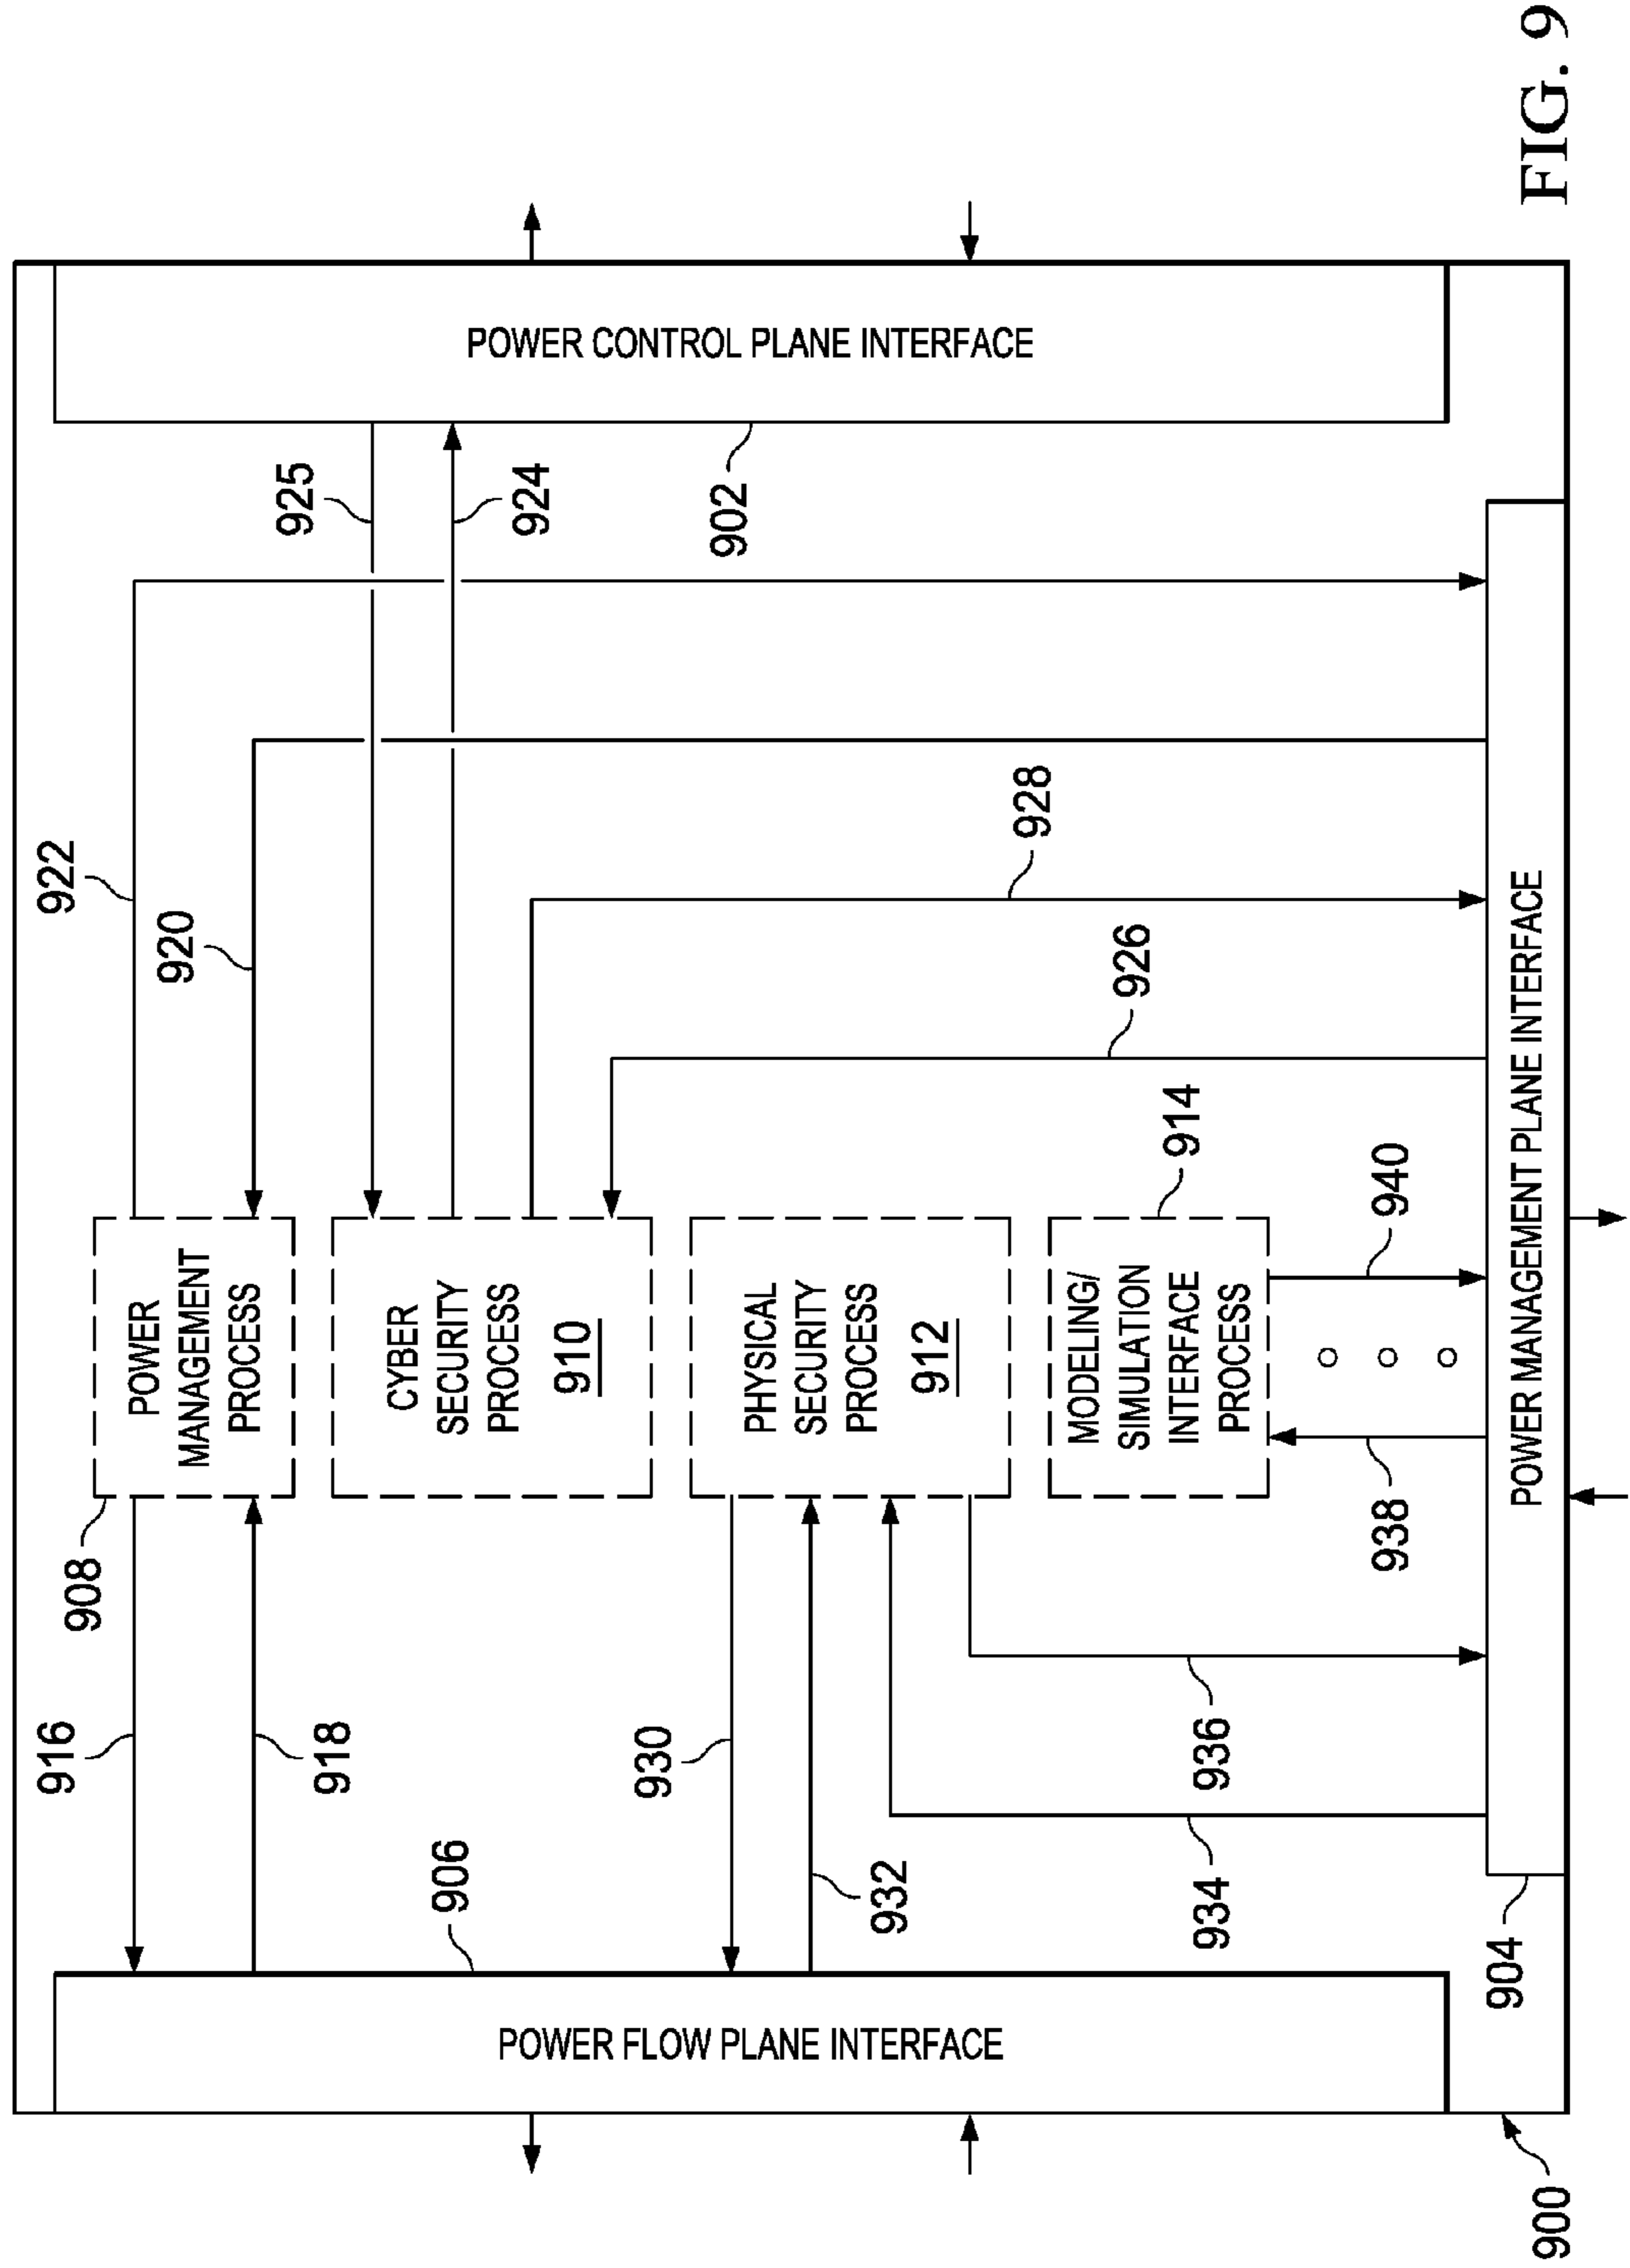 POWER CONTROL PLANE INTERFACE
925
924
902
922
920
928
926
914
940
POWER
MANAGEMENT
PROCESS
CYBER
SECURITY
PROCESS
910
PHYSICAL
SECURITY
PROCESS
912
MODELING/
SIMULATION
INTERFACE
PROCESS
POWER MANAGEMENT PLANE INTERFACE
908
938
916
918
930
936
906
932
934
904
POWER FLOW PLANE INTERFACE
900
FIG. 9